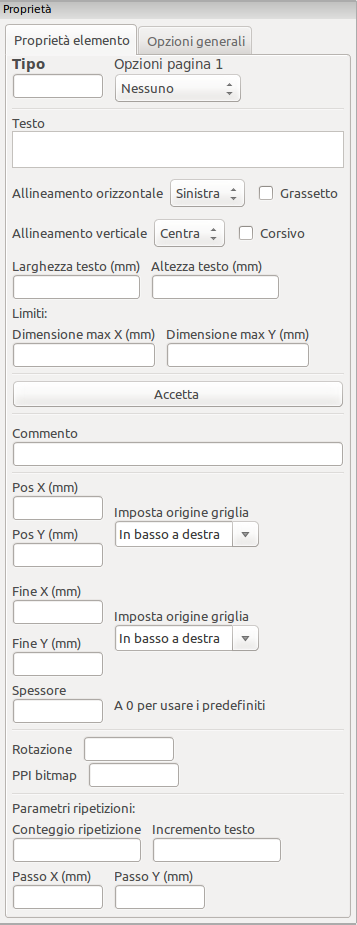 Proprietà
Proprietà elemento Opzioni generali
Tipo Opzioni pagina 1
Nessuno
Testo
Allineamento orizzontale Sinistra Grassetto
Allineamento verticale Centra Corsivo
Larghezza testo (mm) Altezza testo (mm)
Limiti:
Dimensione max X (mm) Dimensione max Y (mm)
Accetta
Commento
Pos X (mm)
Imposta origine griglia
Pos Y (mm) In basso a destra
Fine X (mm)
Imposta origine griglia
Fine Y (mm) In basso a destra
Spessore
A 0 per usare i predefiniti
Rotazione
PPI bitmap
Parametri ripetizioni:
Conteggio ripetizione Incremento testo
Passo X (mm) Passo Y (mm)